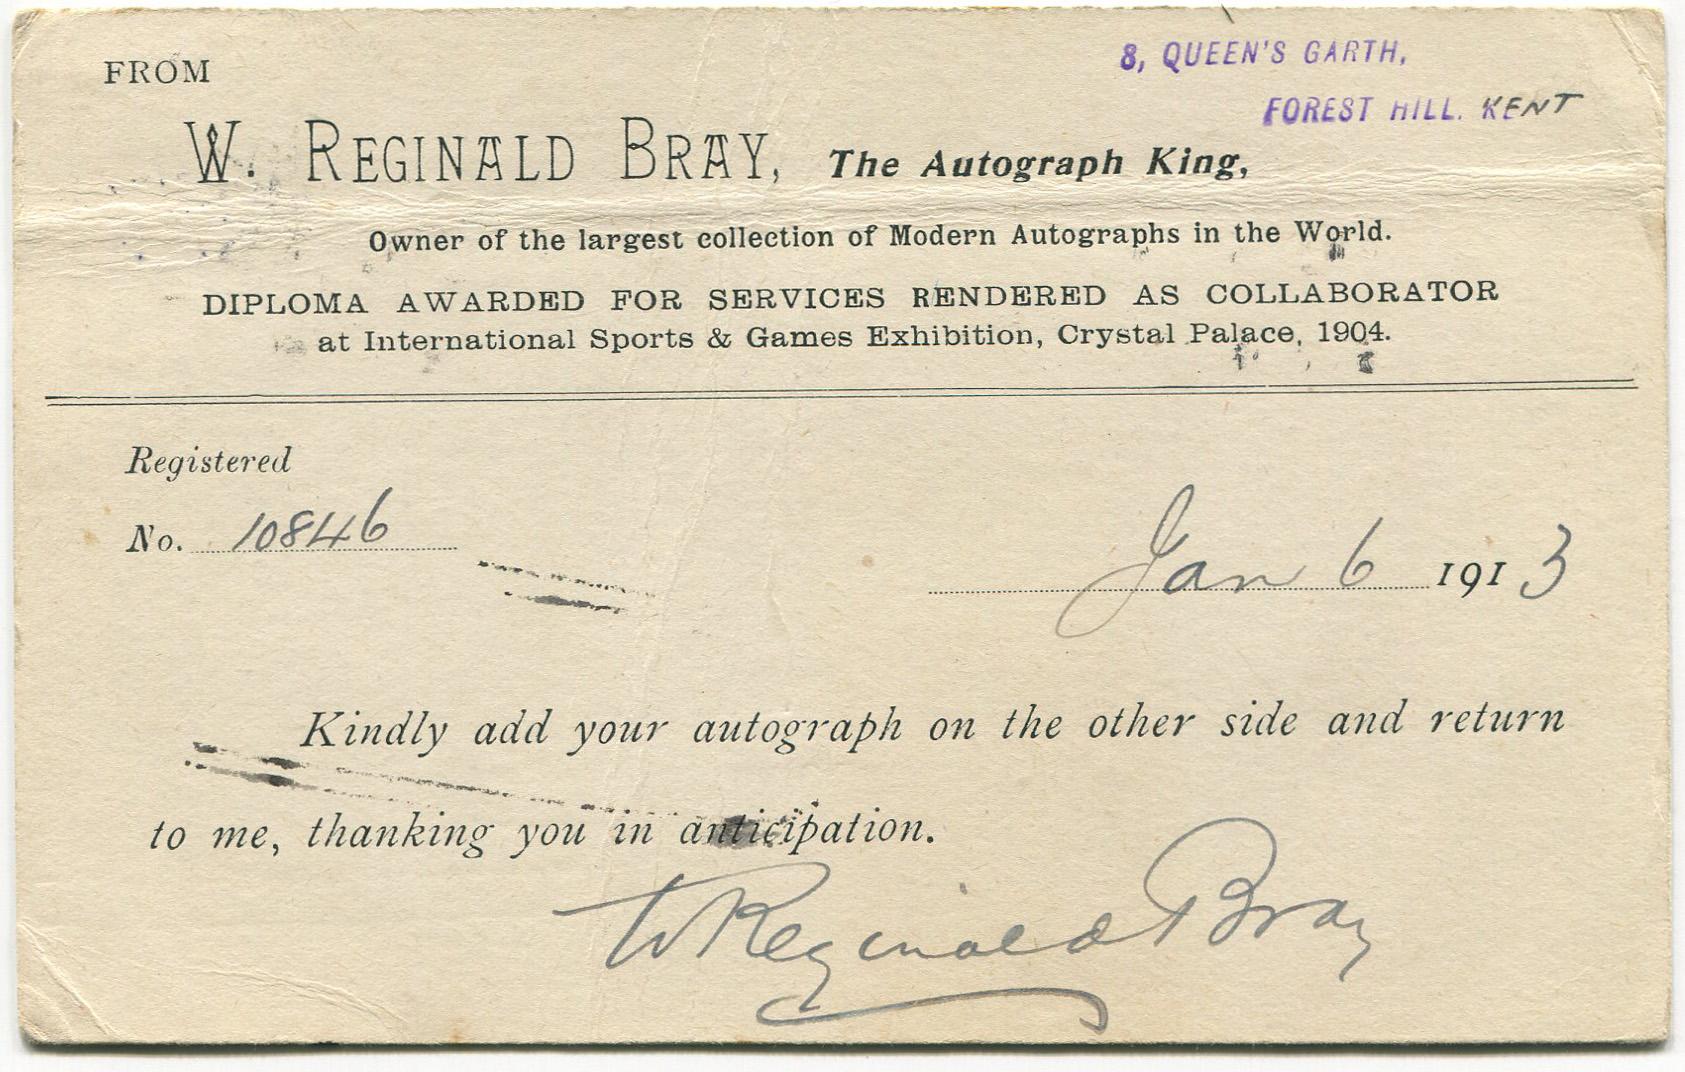 FROM
8, QUEEN'S GARTH,
FOREST HILL. KENT
W. REGINALD BRAY, The Autograph King,
Owner of the largest collection of Modern Autographs in the World.
DIPLOMA AWARDED FOR SERVICES RENDERED AS COLLABORATOR
at International Sports & Games Exhibition, Crystal Palace, 1904.
Registered
No. 10846
Jan 6 1913
Kindly add your autograph on the other side and return
to me, thanking you in anticipation.
W Reginald Bray